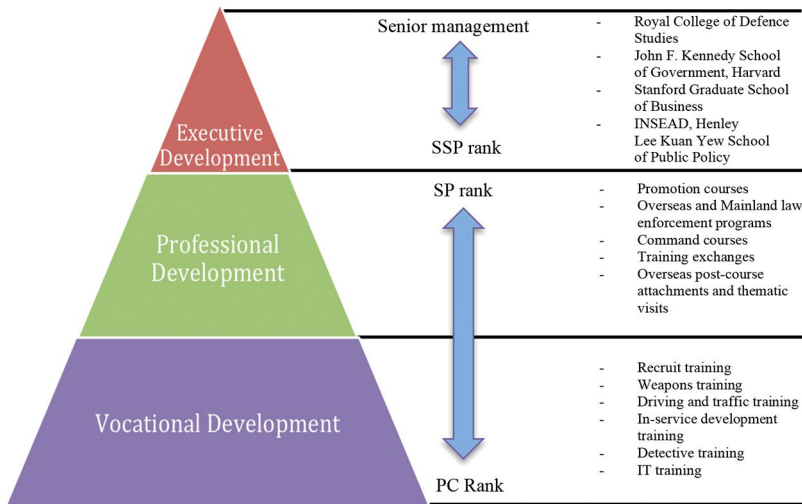 Senior management
Executive
Development
SSP rank
- Royal College of Defence
Studies
- John F. Kennedy School
of Government, Harvard
- Stanford Graduate School
of Business
- INSEAD, Henley
Lee Kuan Yew School
of Public Policy
Professional
Development
SP rank
- Promotion courses
- Overseas and Mainland law
enforcement programs
- Command courses
- Training exchanges
- Overseas post-course
attachments and thematic
visits
Vocational Development
PC Rank
- Recruit training
- Weapons training
- Driving and traffic training
- In-service development
training
- Detective training
- IT training